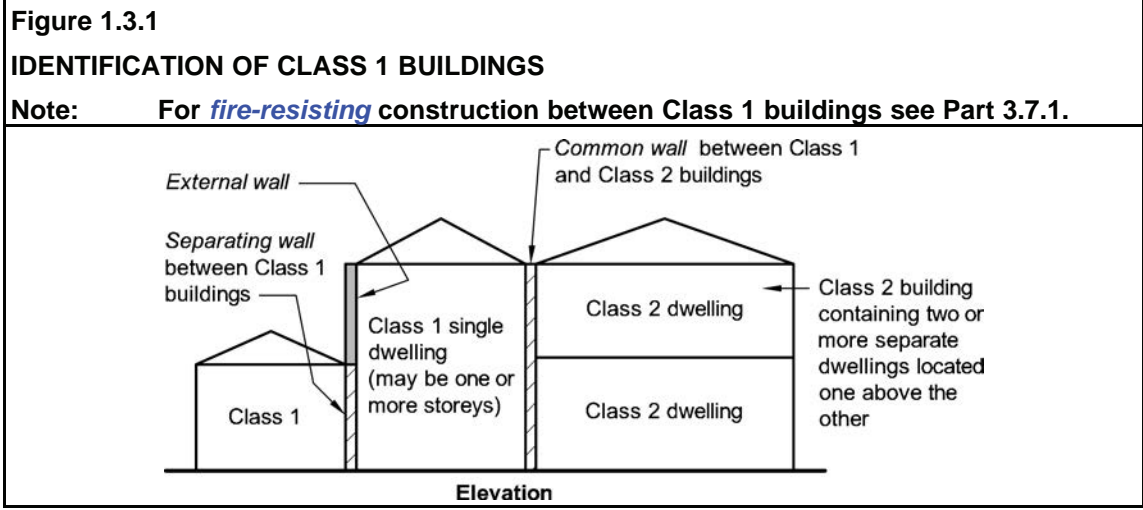 Figure 1.3.1
IDENTIFICATION OF CLASS 1 BUILDINGS
Note: For fire-resisting construction between Class 1 buildings see Part 3.7.1.
Common wall between Class 1
and Class 2 buildings
External wall
Separating wall
between Class 1
buildings
Class 1
Class 1 single
dwelling
(may be one or
more storeys)
Class 2 dwelling
Class 2 dwelling
Class 2 building
containing two or
more separate
dwellings located
one above the
other
Elevation